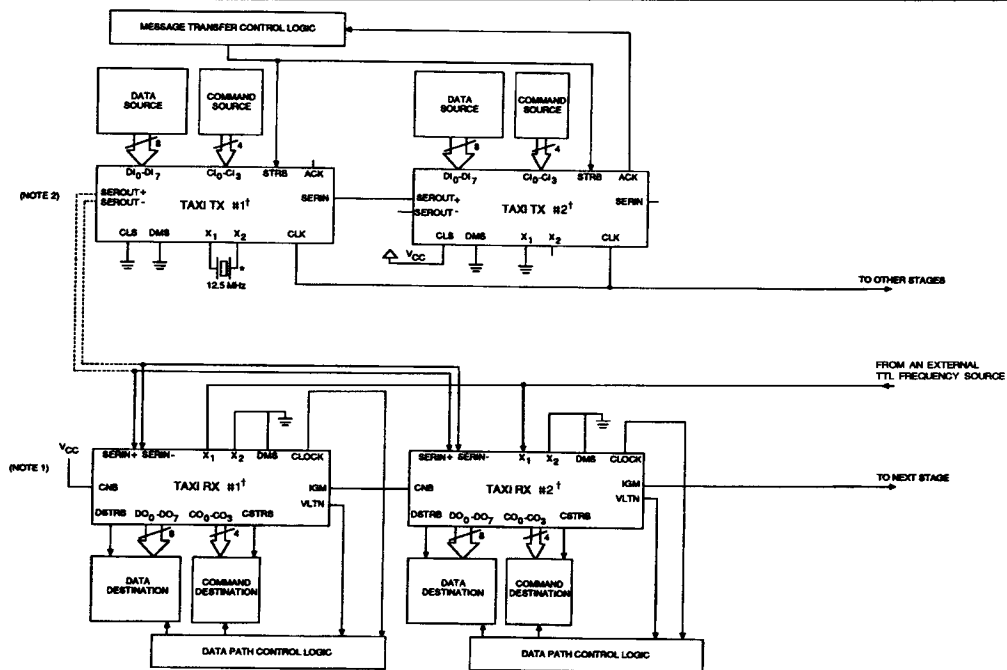 MESSAGE TRANSFER CONTROL LOGIC
DATA SOURCE
COMMAND SOURCE
DATA SOURCE
COMMAND SOURCE
8
4
8
4
DI0-DI7
CI0-CI3
STRB
ACK
DI0-DI7
CI0-CI3
STRB
ACK
(NOTE 2)
SEROUT+
SEROUT-
TAXI TX #1†
SERIN
SEROUT+
SEROUT-
TAXI TX #2†
SERIN
CLS
DMS
X1
X2
CLK
CLS
DMS
X1
X2
CLK
VCC
*
12.5 MHz
TO OTHER STAGES
FROM AN EXTERNAL
TTL FREQUENCY SOURCE
VCC
SERIN+
SERIN-
X1
X2
DMS
CLOCK
SERIN+
SERIN-
X1
X2
DMS
CLOCK
(NOTE 1)
CNB
TAXI RX #1†
IGM
VLTN
CNB
TAXI RX #2†
IGM
VLTN
TO NEXT STAGE
DSTRB
DO0-DO7
CO0-CO3
CSTRB
DSTRB
DO0-DO7
CO0-CO3
CSTRB
8
4
8
4
DATA DESTINATION
COMMAND DESTINATION
DATA DESTINATION
COMMAND DESTINATION
DATA PATH CONTROL LOGIC
DATA PATH CONTROL LOGIC